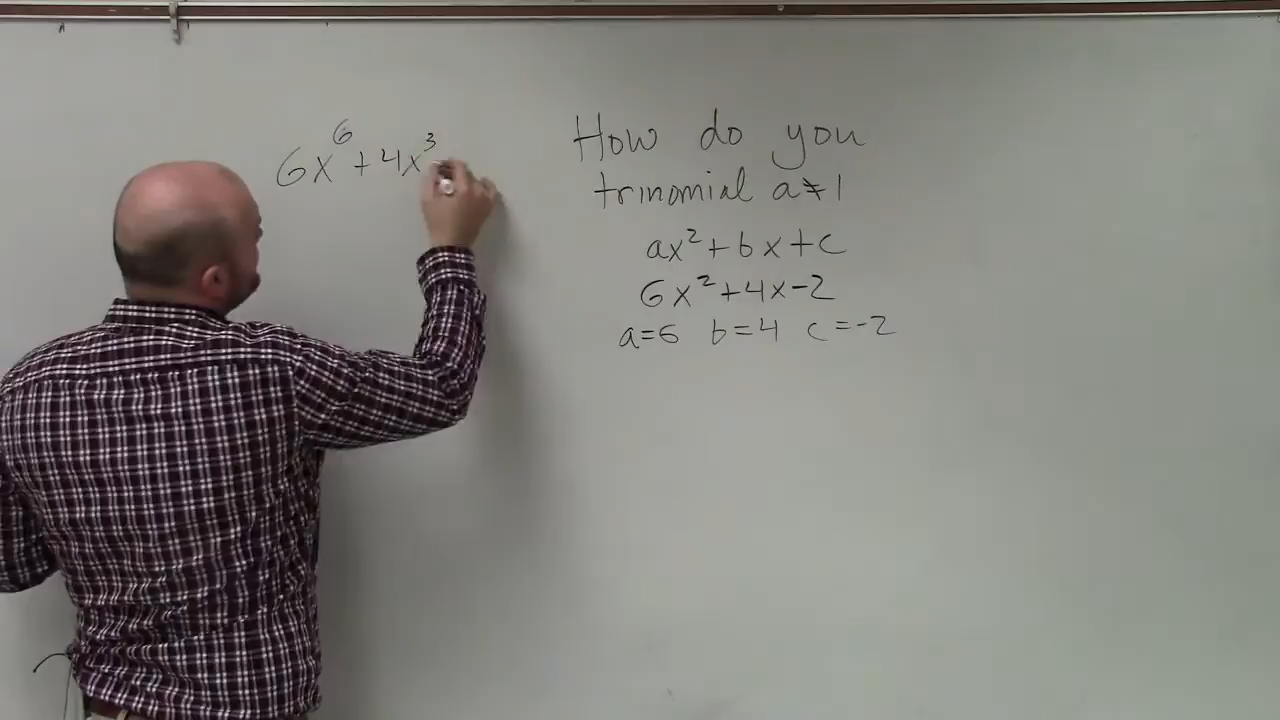 6x⁶ + 4x³
How do you
trinomial a≠1
ax² + bx + c
6x² + 4x - 2
a = 6 b = 4 c = -2